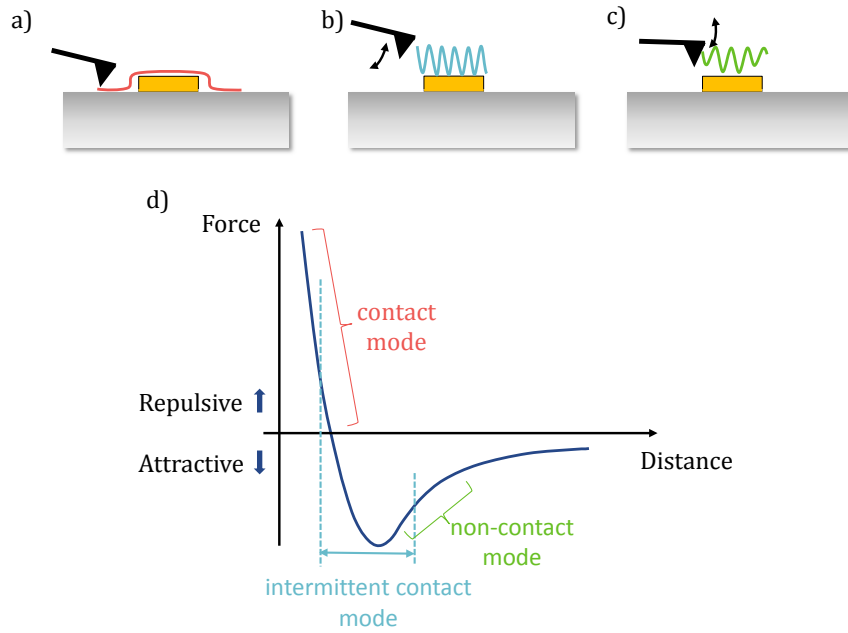 a)
b)
c)
d)
Force
contact
mode
Repulsive
Attractive
Distance
non-contact
mode
intermittent contact
mode